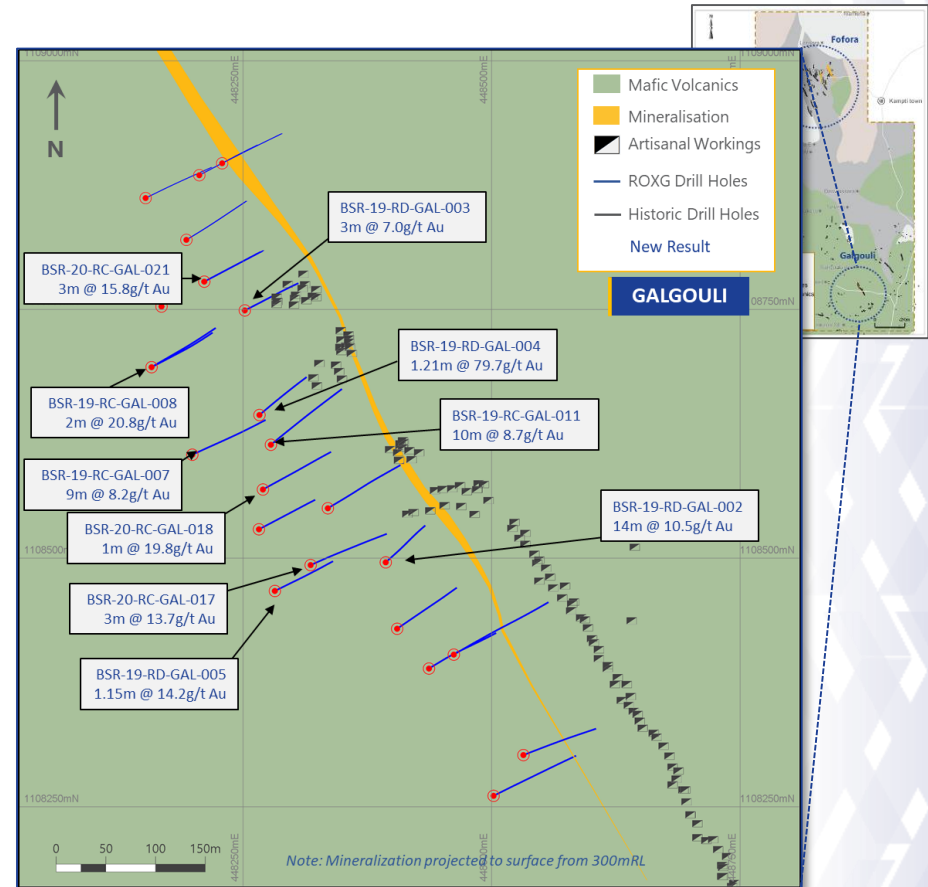 1109000mN
448250mE
448500mE
1109000mN
N
Mafic Volcanics
Mineralisation
Artisanal Workings
ROXG Drill Holes
Historic Drill Holes
New Result
GALGOULI
Fofora
Kampti town
Galgouli
BSR-19-RD-GAL-003
3m @ 7.0g/t Au
BSR-20-RC-GAL-021
3m @ 15.8g/t Au
08750mN
BSR-19-RD-GAL-004
1.21m @ 79.7g/t Au
BSR-19-RC-GAL-008
2m @ 20.8g/t Au
BSR-19-RC-GAL-011
10m @ 8.7g/t Au
BSR-19-RC-GAL-007
9m @ 8.2g/t Au
BSR-19-RD-GAL-002
14m @ 10.5g/t Au
BSR-20-RC-GAL-018
1m @ 19.8g/t Au
1108500mN
BSR-20-RC-GAL-017
3m @ 13.7g/t Au
BSR-19-RD-GAL-005
1.15m @ 14.2g/t Au
1108250mN
1108250mN
0 50 100 150m
448250mE
Note: Mineralization projected to surface from 300mRL